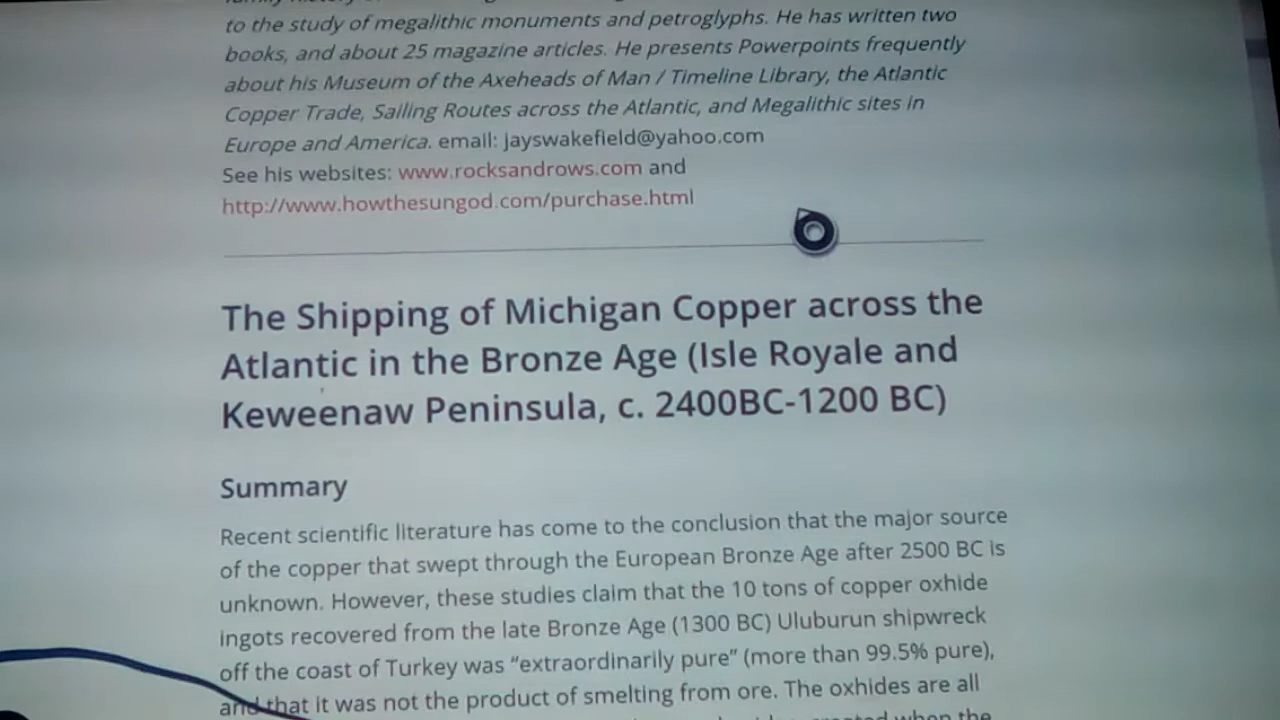 to the study of megalithic monuments and petroglyphs. He has written two
books, and about 25 magazine articles. He presents Powerpoints frequently
about his Museum of the Axeheads of Man / Timeline Library, the Atlantic
Copper Trade, Sailing Routes across the Atlantic, and Megalithic sites in
Europe and America. email: jayswakefield@yahoo.com
See his websites: www.rocksandrows.com and
http://www.howthesungod.com/purchase.html
The Shipping of Michigan Copper across the
Atlantic in the Bronze Age (Isle Royale and
Keweenaw Peninsula, c. 2400BC-1200 BC)
Summary
Recent scientific literature has come to the conclusion that the major source
of the copper that swept through the European Bronze Age after 2500 BC is
unknown. However, these studies claim that the 10 tons of copper oxhide
ingots recovered from the late Bronze Age (1300 BC) Uluburun shipwreck
off the coast of Turkey was “extraordinarily pure” (more than 99.5% pure),
and that it was not the product of smelting from ore. The oxhides are all
created when the